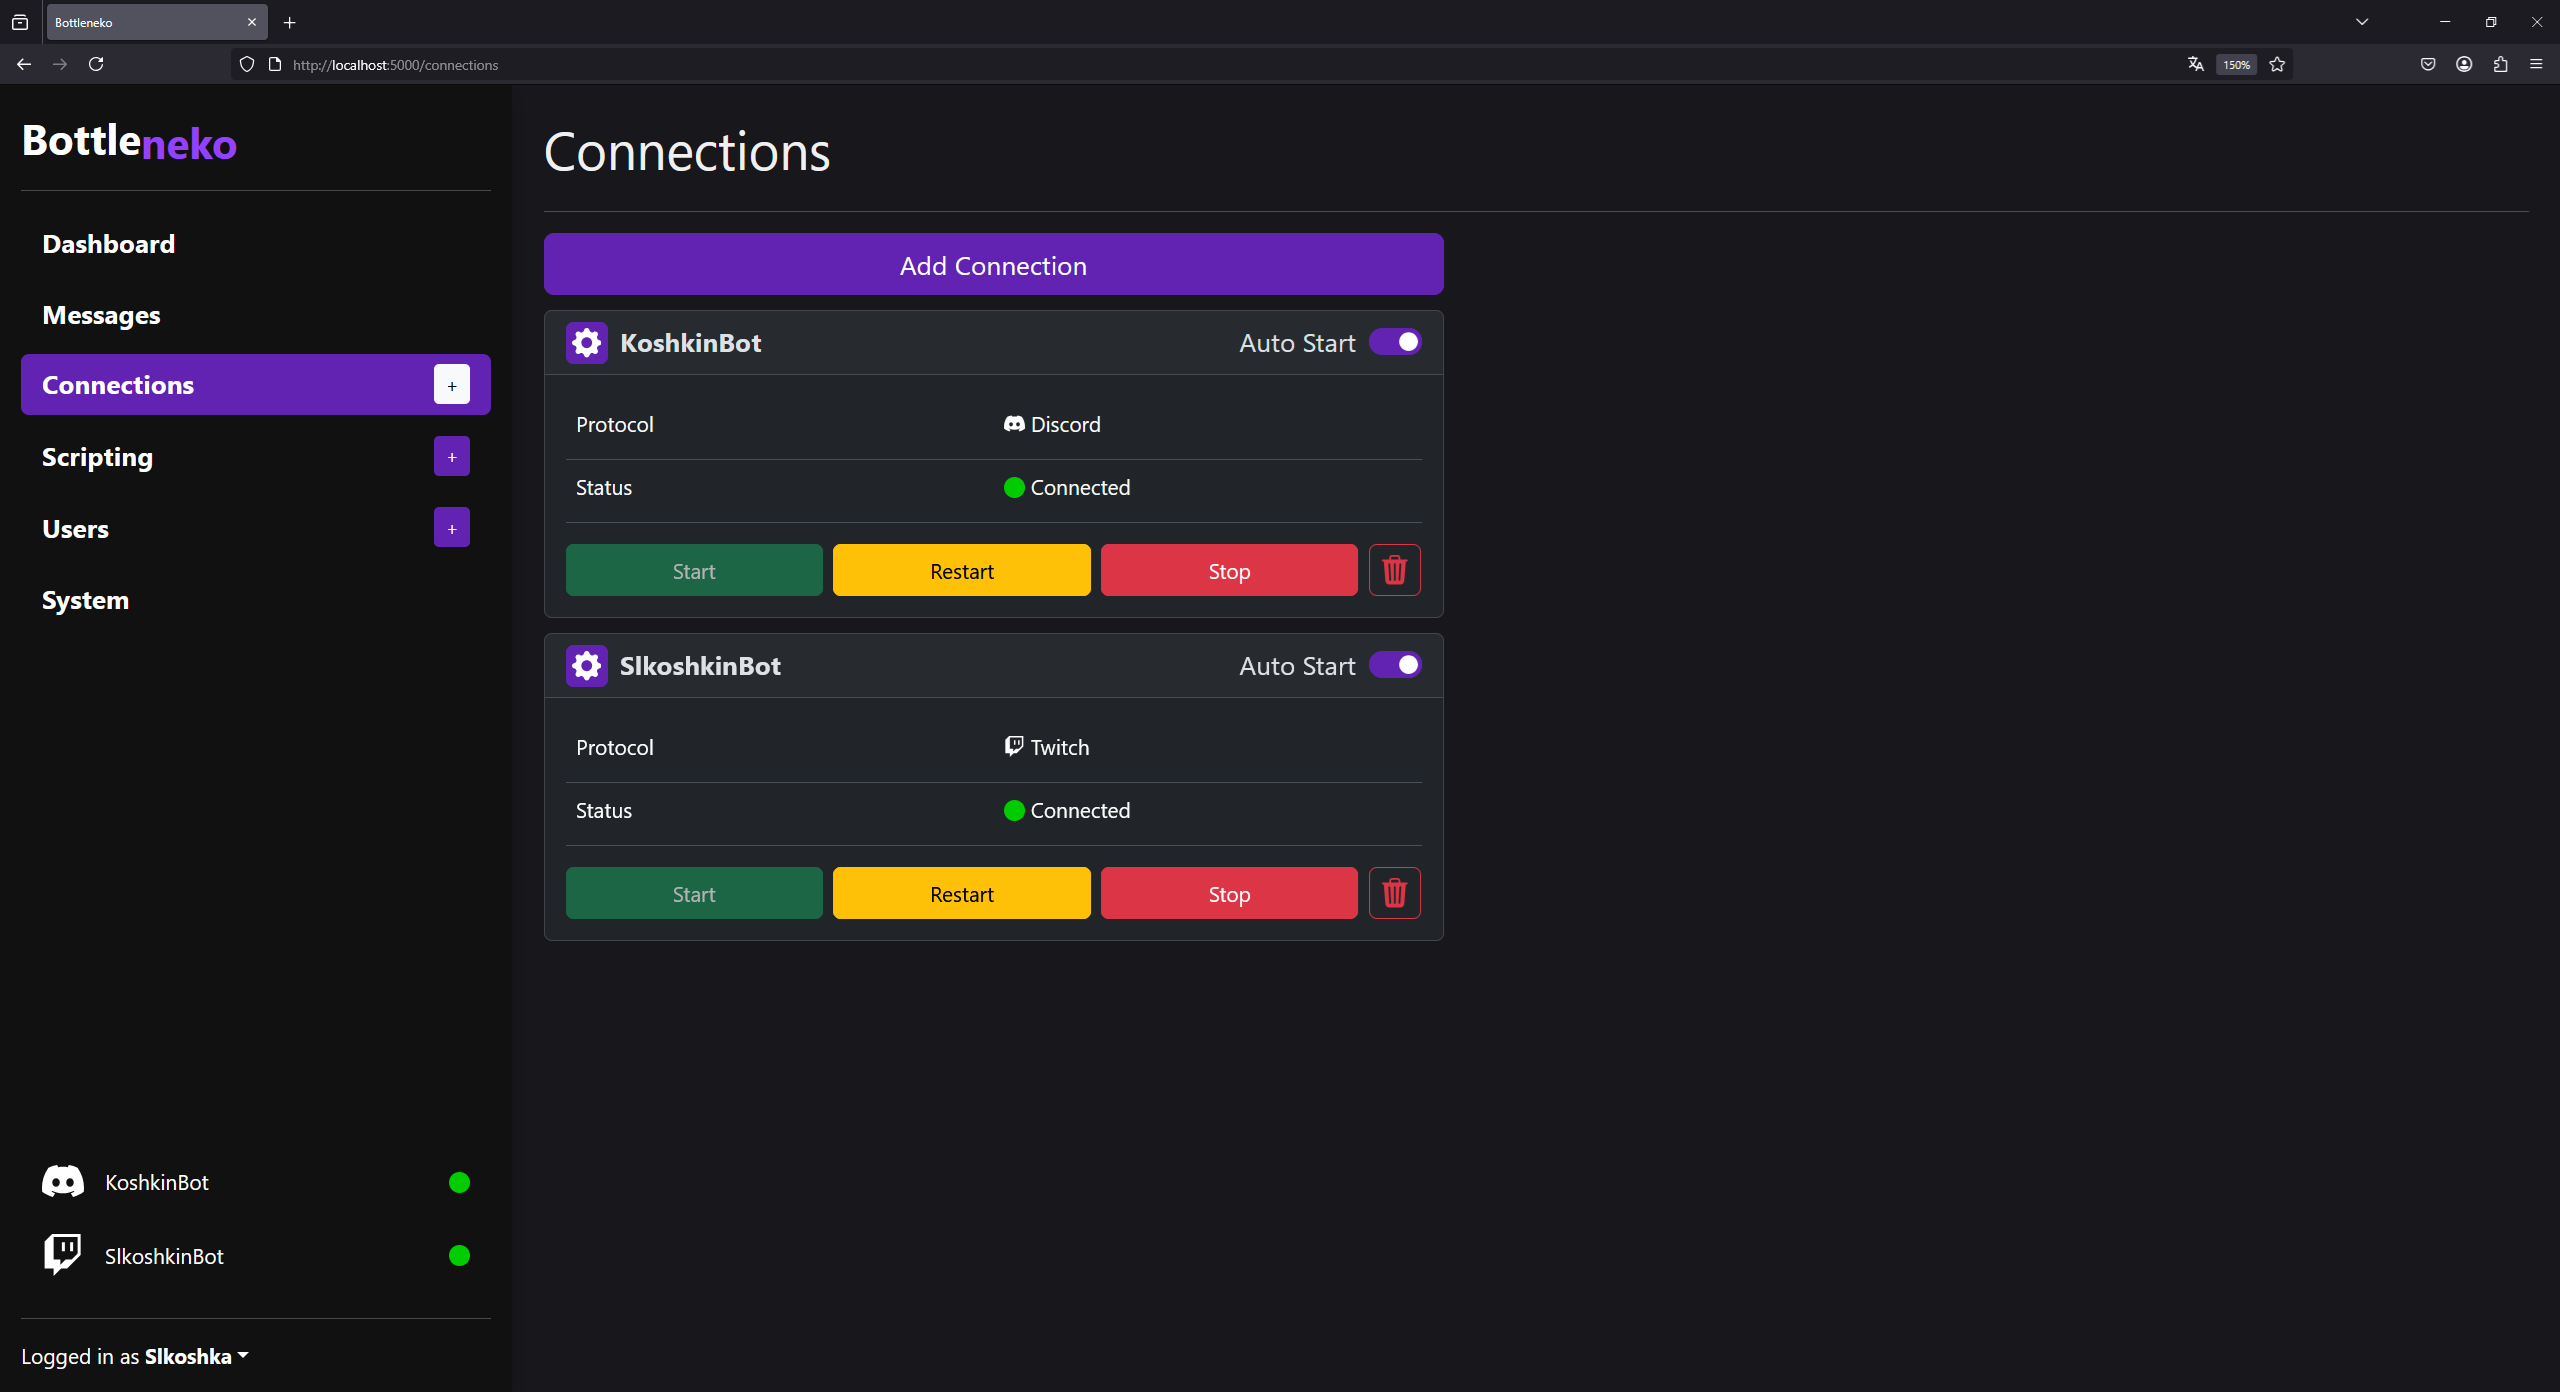 Bottleneko
http://localhost:5000/connections
150%
Bottleneko
Dashboard
Messages
Connections +
Scripting +
Users +
System
KoshkinBot
SlkoshkinBot
Logged in as Slkoshka
Connections
Add Connection
KoshkinBot Auto Start
Protocol Discord
Status Connected
Start Restart Stop
SlkoshkinBot Auto Start
Protocol Twitch
Status Connected
Start Restart Stop